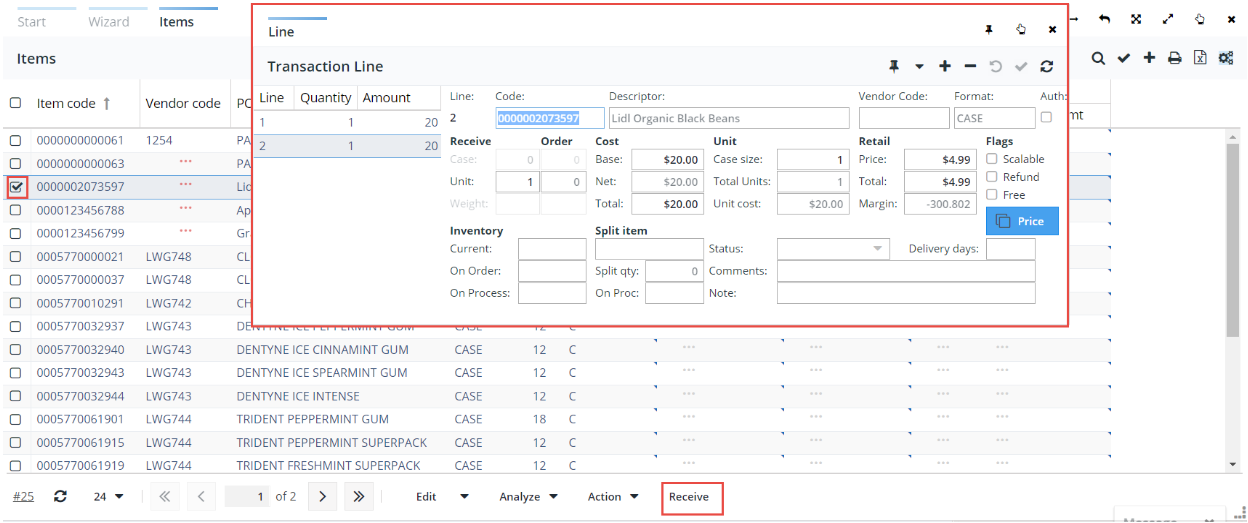 Start Wizard Items
Line
Items
Transaction Line
Item code Vendor code
Line Quantity Amount
1 1 20
2 1 20
Line: Code: Descriptor: Vendor Code: Format: Auth:
2 0000002073597 Lidl Organic Black Beans CASE
Receive Order Cost Unit Retail Flags
Case: 0 0 Base: $20.00 Case size: 1 Price: $4.99 Scalable
Unit: 1 0 Net: $20.00 Total Units: 1 Total: $4.99 Refund
Weight: Total: $20.00 Unit cost: $20.00 Margin: -300.802 Free
Price
Inventory Split item
Current: Status: Delivery days:
On Order: Split qty: 0 Comments:
On Process: On Proc: Note:
0000000000061 1254 PA
0000000000063 ••• PA
0000002073597 •••
0000123456788 ••• Ap
0000123456799 ••• Gr
0005770000021 LWG748 CL
0005770000037 LWG748 CL
0005770010291 LWG742 CH
0005770032937 LWG743 DENTYNE ICE PEPPERMINT GUM CASE 12 C
0005770032940 LWG743 DENTYNE ICE CINNAMINT GUM CASE 12 C ••• ••• ••• •••
0005770032943 LWG743 DENTYNE ICE SPEARMINT GUM CASE 12 C ••• ••• ••• •••
0005770032944 LWG743 DENTYNE ICE INTENSE CASE 12 C ••• ••• ••• •••
0005770061901 LWG744 TRIDENT PEPPERMINT GUM CASE 18 C ••• ••• ••• •••
0005770061915 LWG744 TRIDENT PEPPERMINT SUPERPACK CASE 12 C ••• ••• ••• •••
0005770061919 LWG744 TRIDENT FRESHMINT SUPERPACK CASE 12 C ••• ••• ••• •••
#25 24 1 of 2 Edit Analyze Action Receive